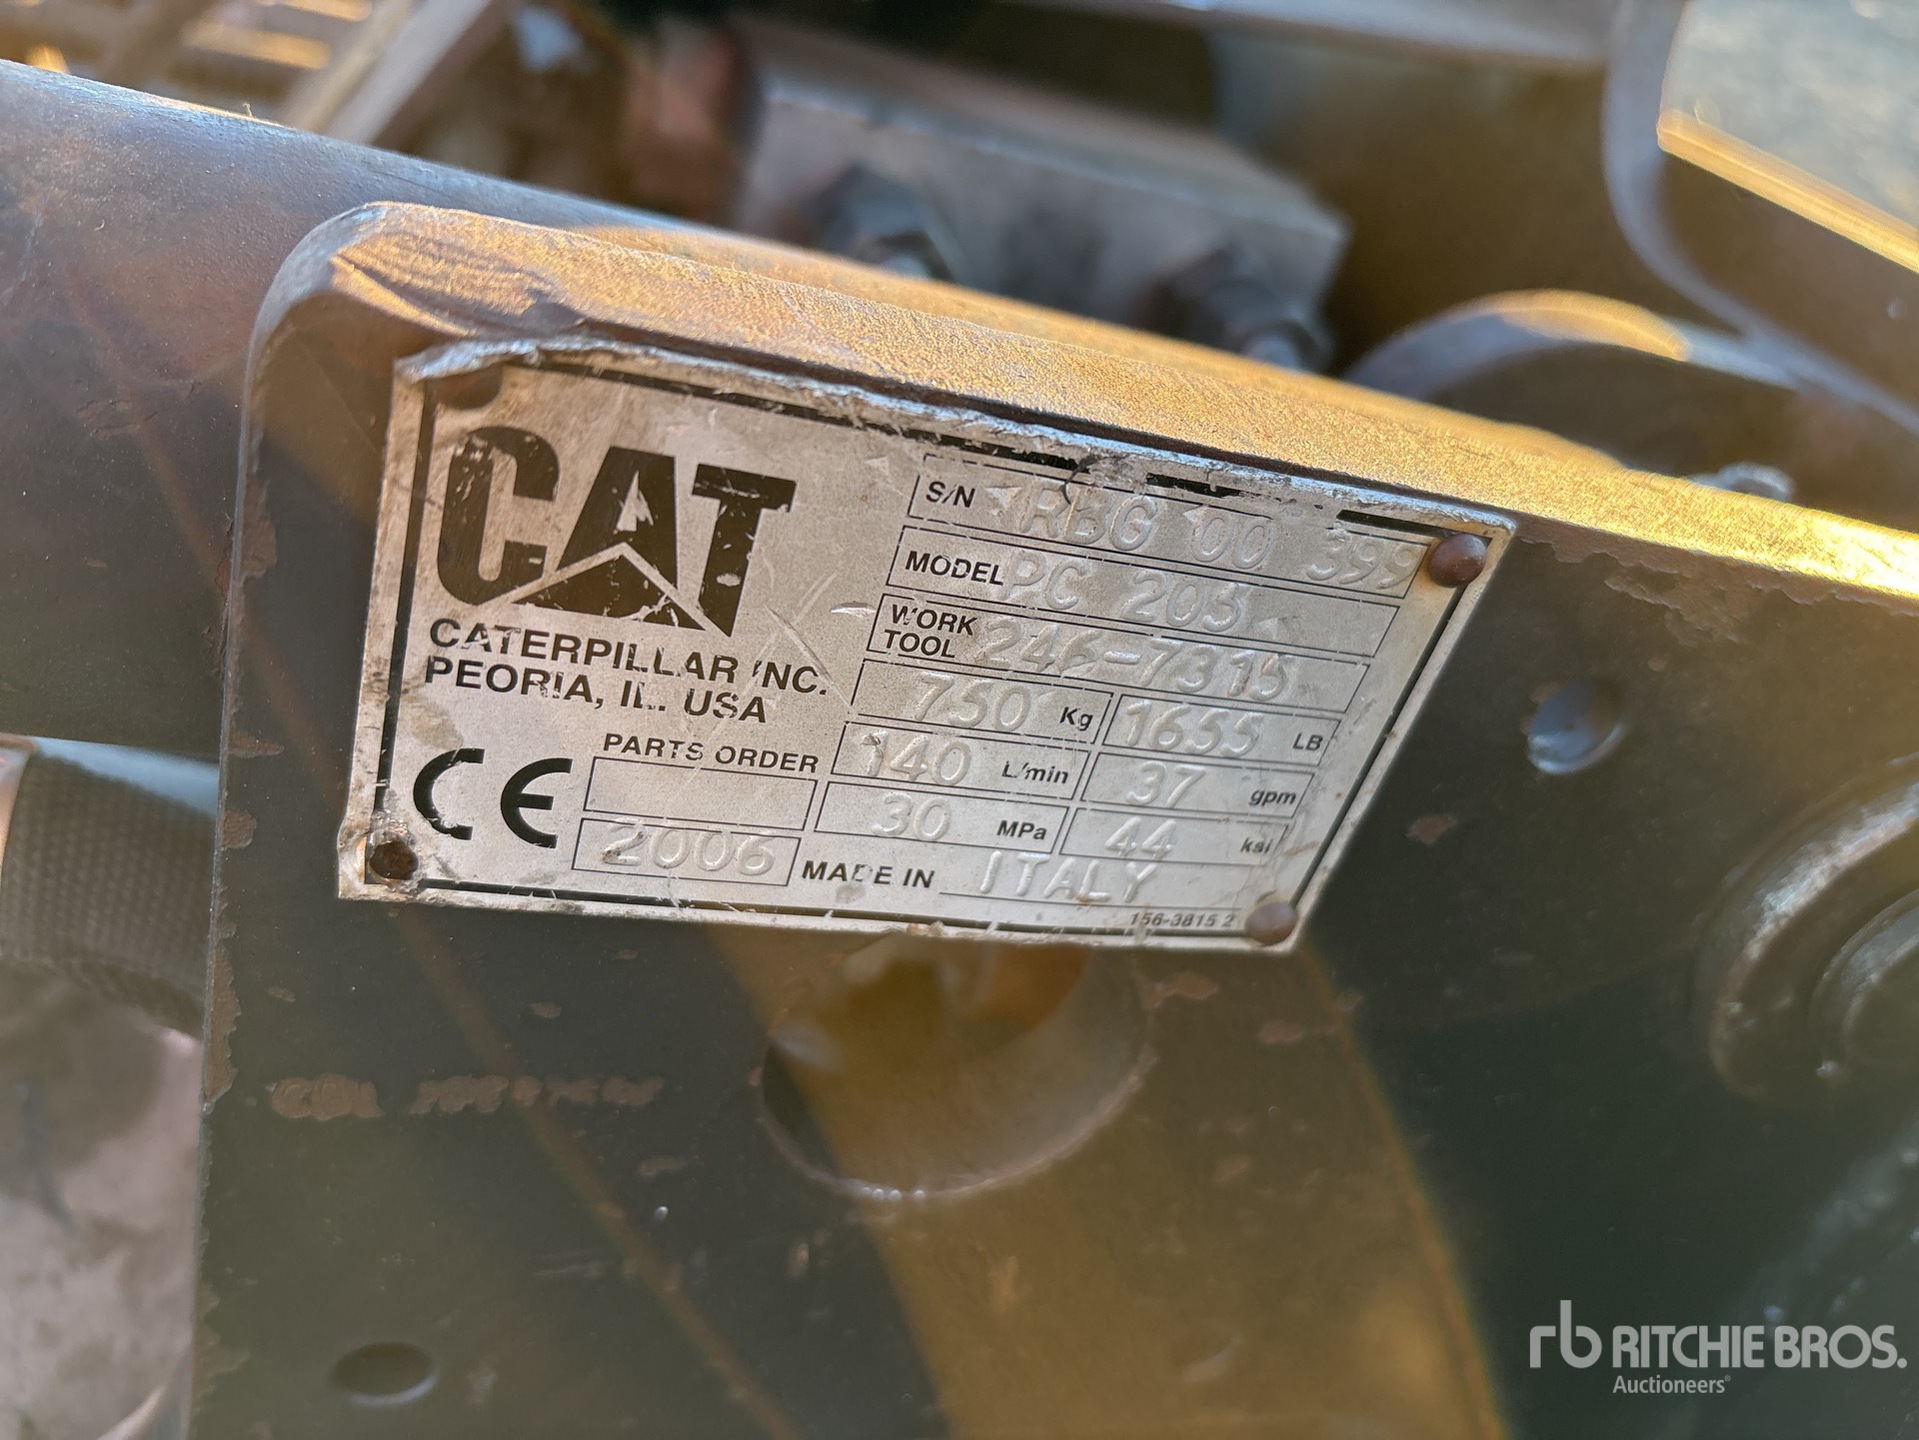 CAT
CATERPILLAR INC.
PEORIA, IL. USA
CE
S/N RBG 00 399
MODEL PC 205
WORK TOOL 246-7315
750 Kg 1655 LB
140 L/min 37 gpm
30 MPa 44 ksi
PARTS ORDER
2006
MADE IN ITALY
156-3815 2
rb RITCHIE BROS.
Auctioneers